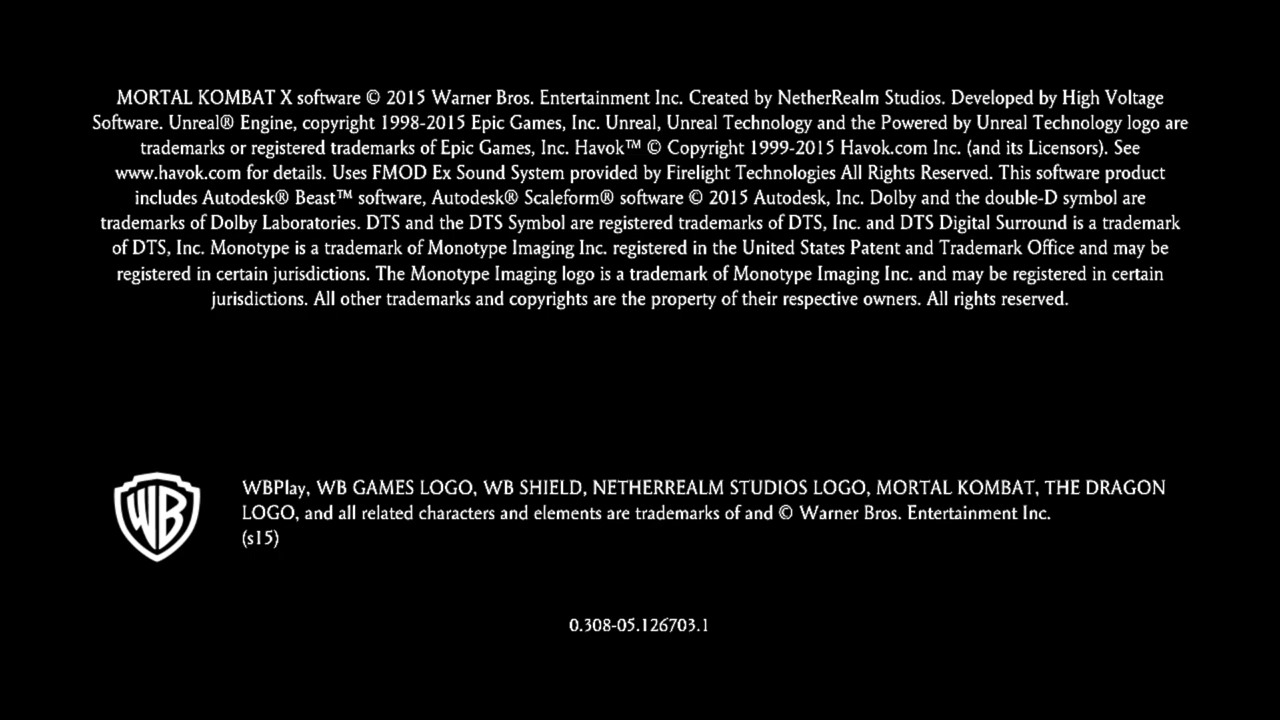 MORTAL KOMBAT X software © 2015 Warner Bros. Entertainment Inc. Created by NetherRealm Studios. Developed by High Voltage
Software. Unreal® Engine, copyright 1998-2015 Epic Games, Inc. Unreal, Unreal Technology and the Powered by Unreal Technology logo are
trademarks or registered trademarks of Epic Games, Inc. Havok™ © Copyright 1999-2015 Havok.com Inc. (and its Licensors). See
www.havok.com for details. Uses FMOD Ex Sound System provided by Firelight Technologies All Rights Reserved. This software product
includes Autodesk® Beast™ software, Autodesk® Scaleform® software © 2015 Autodesk, Inc. Dolby and the double-D symbol are
trademarks of Dolby Laboratories. DTS and the DTS Symbol are registered trademarks of DTS, Inc. and DTS Digital Surround is a trademark
of DTS, Inc. Monotype is a trademark of Monotype Imaging Inc. registered in the United States Patent and Trademark Office and may be
registered in certain jurisdictions. The Monotype Imaging logo is a trademark of Monotype Imaging Inc. and may be registered in certain
jurisdictions. All other trademarks and copyrights are the property of their respective owners. All rights reserved.
WB
WBPlay, WB GAMES LOGO, WB SHIELD, NETHERREALM STUDIOS LOGO, MORTAL KOMBAT, THE DRAGON
LOGO, and all related characters and elements are trademarks of and © Warner Bros. Entertainment Inc.
(s15)
0.308-05.126703.1